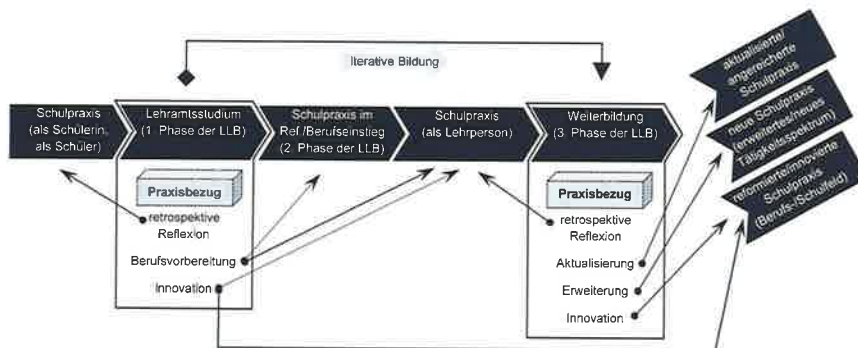 Iterative Bildung
Schulpraxis
(als Schülerin,
als Schüler)
Lehramtsstudium
(1. Phase der LLB)
Schulpraxis im
Ref./Berufseinstieg
(2. Phase der LLB)
Schulpraxis
(als Lehrperson)
Weiterbildung
(3. Phase der LLB)
aktualisierte/
angereicherte
Schulpraxis
neue Schulpraxis
(erweitertes/neues
Tätigkeitsspektrum)
reformierte/innovierte
Schulpraxis
(Berufs-/Schulfeld)
Praxisbezug
retrospektive
Reflexion
Berufsvorbereitung
Innovation
Praxisbezug
retrospektive
Reflexion
Aktualisierung
Erweiterung
Innovation